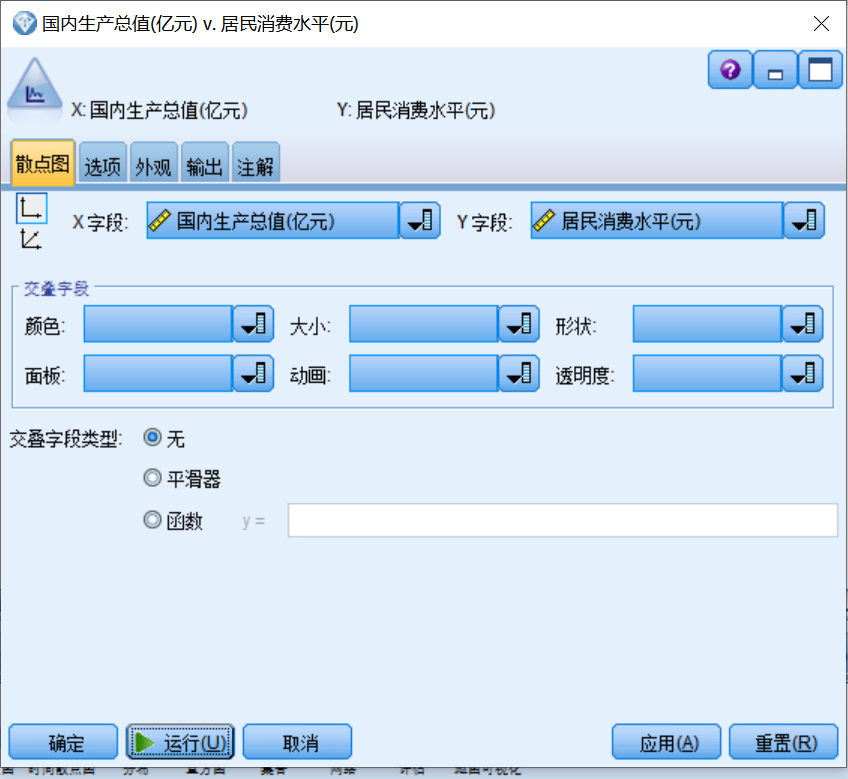 国内生产总值(亿元) v. 居民消费水平(元)
X: 国内生产总值(亿元) Y: 居民消费水平(元)
散点图 选项 外观 输出 注解
X 字段: 国内生产总值(亿元) Y 字段: 居民消费水平(元)
交叠字段
颜色: 大小: 形状:
面板: 动画: 透明度:
交叠字段类型: 无
平滑器
函数 y =
确定 运行(U) 取消 应用(A) 重置(R)